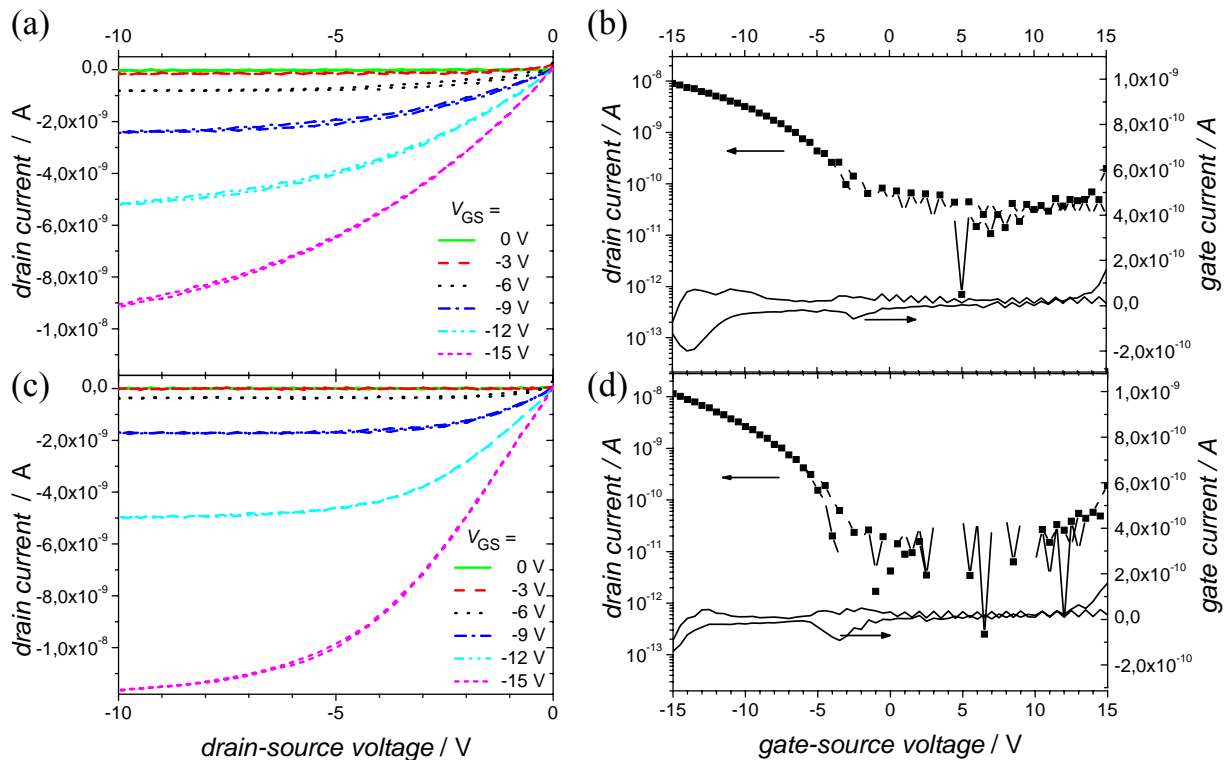 (a)
-10 -5 0
0,0
-2,0x10⁻⁹
-4,0x10⁻⁹
-6,0x10⁻⁹
-8,0x10⁻⁹
-1,0x10⁻⁸
drain current / A
V_GS =
0 V
-3 V
-6 V
-9 V
-12 V
-15 V
(b)
-15 -10 -5 0 5 10 15
10⁻⁸
10⁻⁹
10⁻¹⁰
10⁻¹¹
10⁻¹²
10⁻¹³
drain current / A
1,0x10⁻⁹
8,0x10⁻¹⁰
6,0x10⁻¹⁰
4,0x10⁻¹⁰
2,0x10⁻¹⁰
0,0
-2,0x10⁻¹⁰
gate current / A
(c)
0,0
-2,0x10⁻⁹
-4,0x10⁻⁹
-6,0x10⁻⁹
-8,0x10⁻⁹
-1,0x10⁻⁸
drain current / A
V_GS =
0 V
-3 V
-6 V
-9 V
-12 V
-15 V
-10 -5 0
drain-source voltage / V
(d)
10⁻⁸
10⁻⁹
10⁻¹⁰
10⁻¹¹
10⁻¹²
10⁻¹³
drain current / A
1,0x10⁻⁹
8,0x10⁻¹⁰
6,0x10⁻¹⁰
4,0x10⁻¹⁰
2,0x10⁻¹⁰
0,0
-2,0x10⁻¹⁰
gate current / A
-15 -10 -5 0 5 10 15
gate-source voltage / V